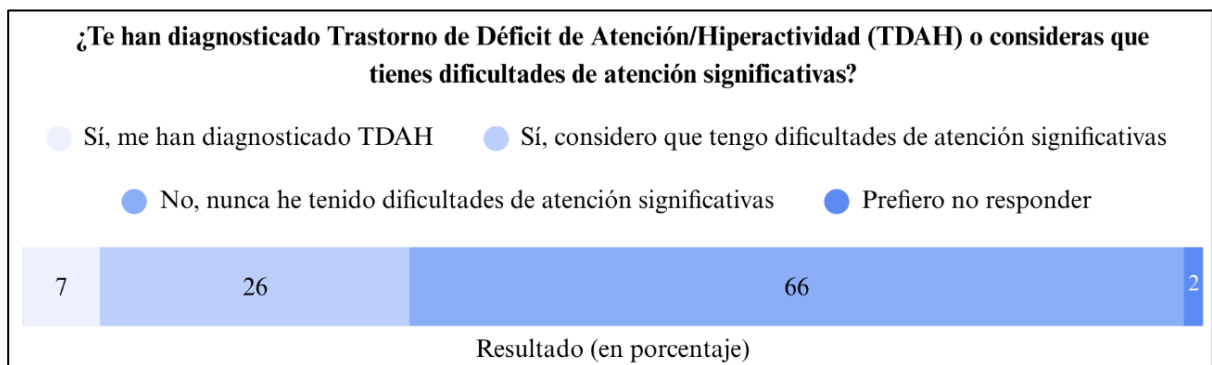 ¿Te han diagnosticado Trastorno de Déficit de Atención/Hiperactividad (TDAH) o consideras que
tienes dificultades de atención significativas?
Sí, me han diagnosticado TDAH
Sí, considero que tengo dificultades de atención significativas
No, nunca he tenido dificultades de atención significativas
Prefiero no responder
7
26
66
2
Resultado (en porcentaje)